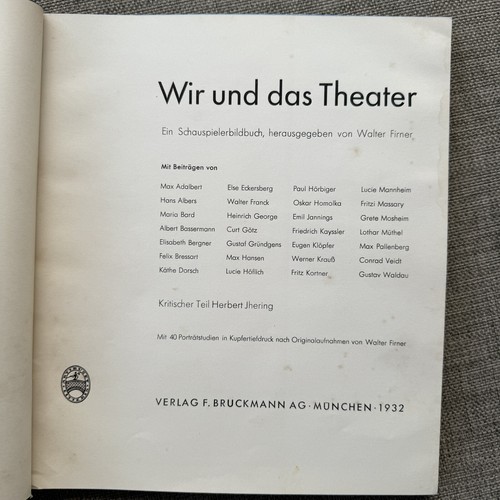 Wir und das Theater
Ein Schauspielerbildbuch, herausgegeben von Walter Firner
Mit Beiträgen von
Max Adalbert Else Eckersberg Paul Hörbiger Lucie Mannheim
Hans Albers Walter Franck Oskar Homolka Fritzi Massary
Maria Bard Heinrich George Emil Jannings Grete Mosheim
Albert Bassermann Curt Götz Friedrich Kayssler Lothar Müthel
Elisabeth Bergner Gustaf Gründgens Eugen Klöpfer Max Pallenberg
Felix Bressart Max Hansen Werner Krauß Conrad Veidt
Käthe Dorsch Lucie Höflich Fritz Kortner Gustav Waldau
Kritischer Teil Herbert Jhering
Mit 40 Porträtstudien in Kupfertiefdruck nach Originalaufnahmen von Walter Firner
VERLAG F. BRUCKMANN AG · MÜNCHEN · 1932